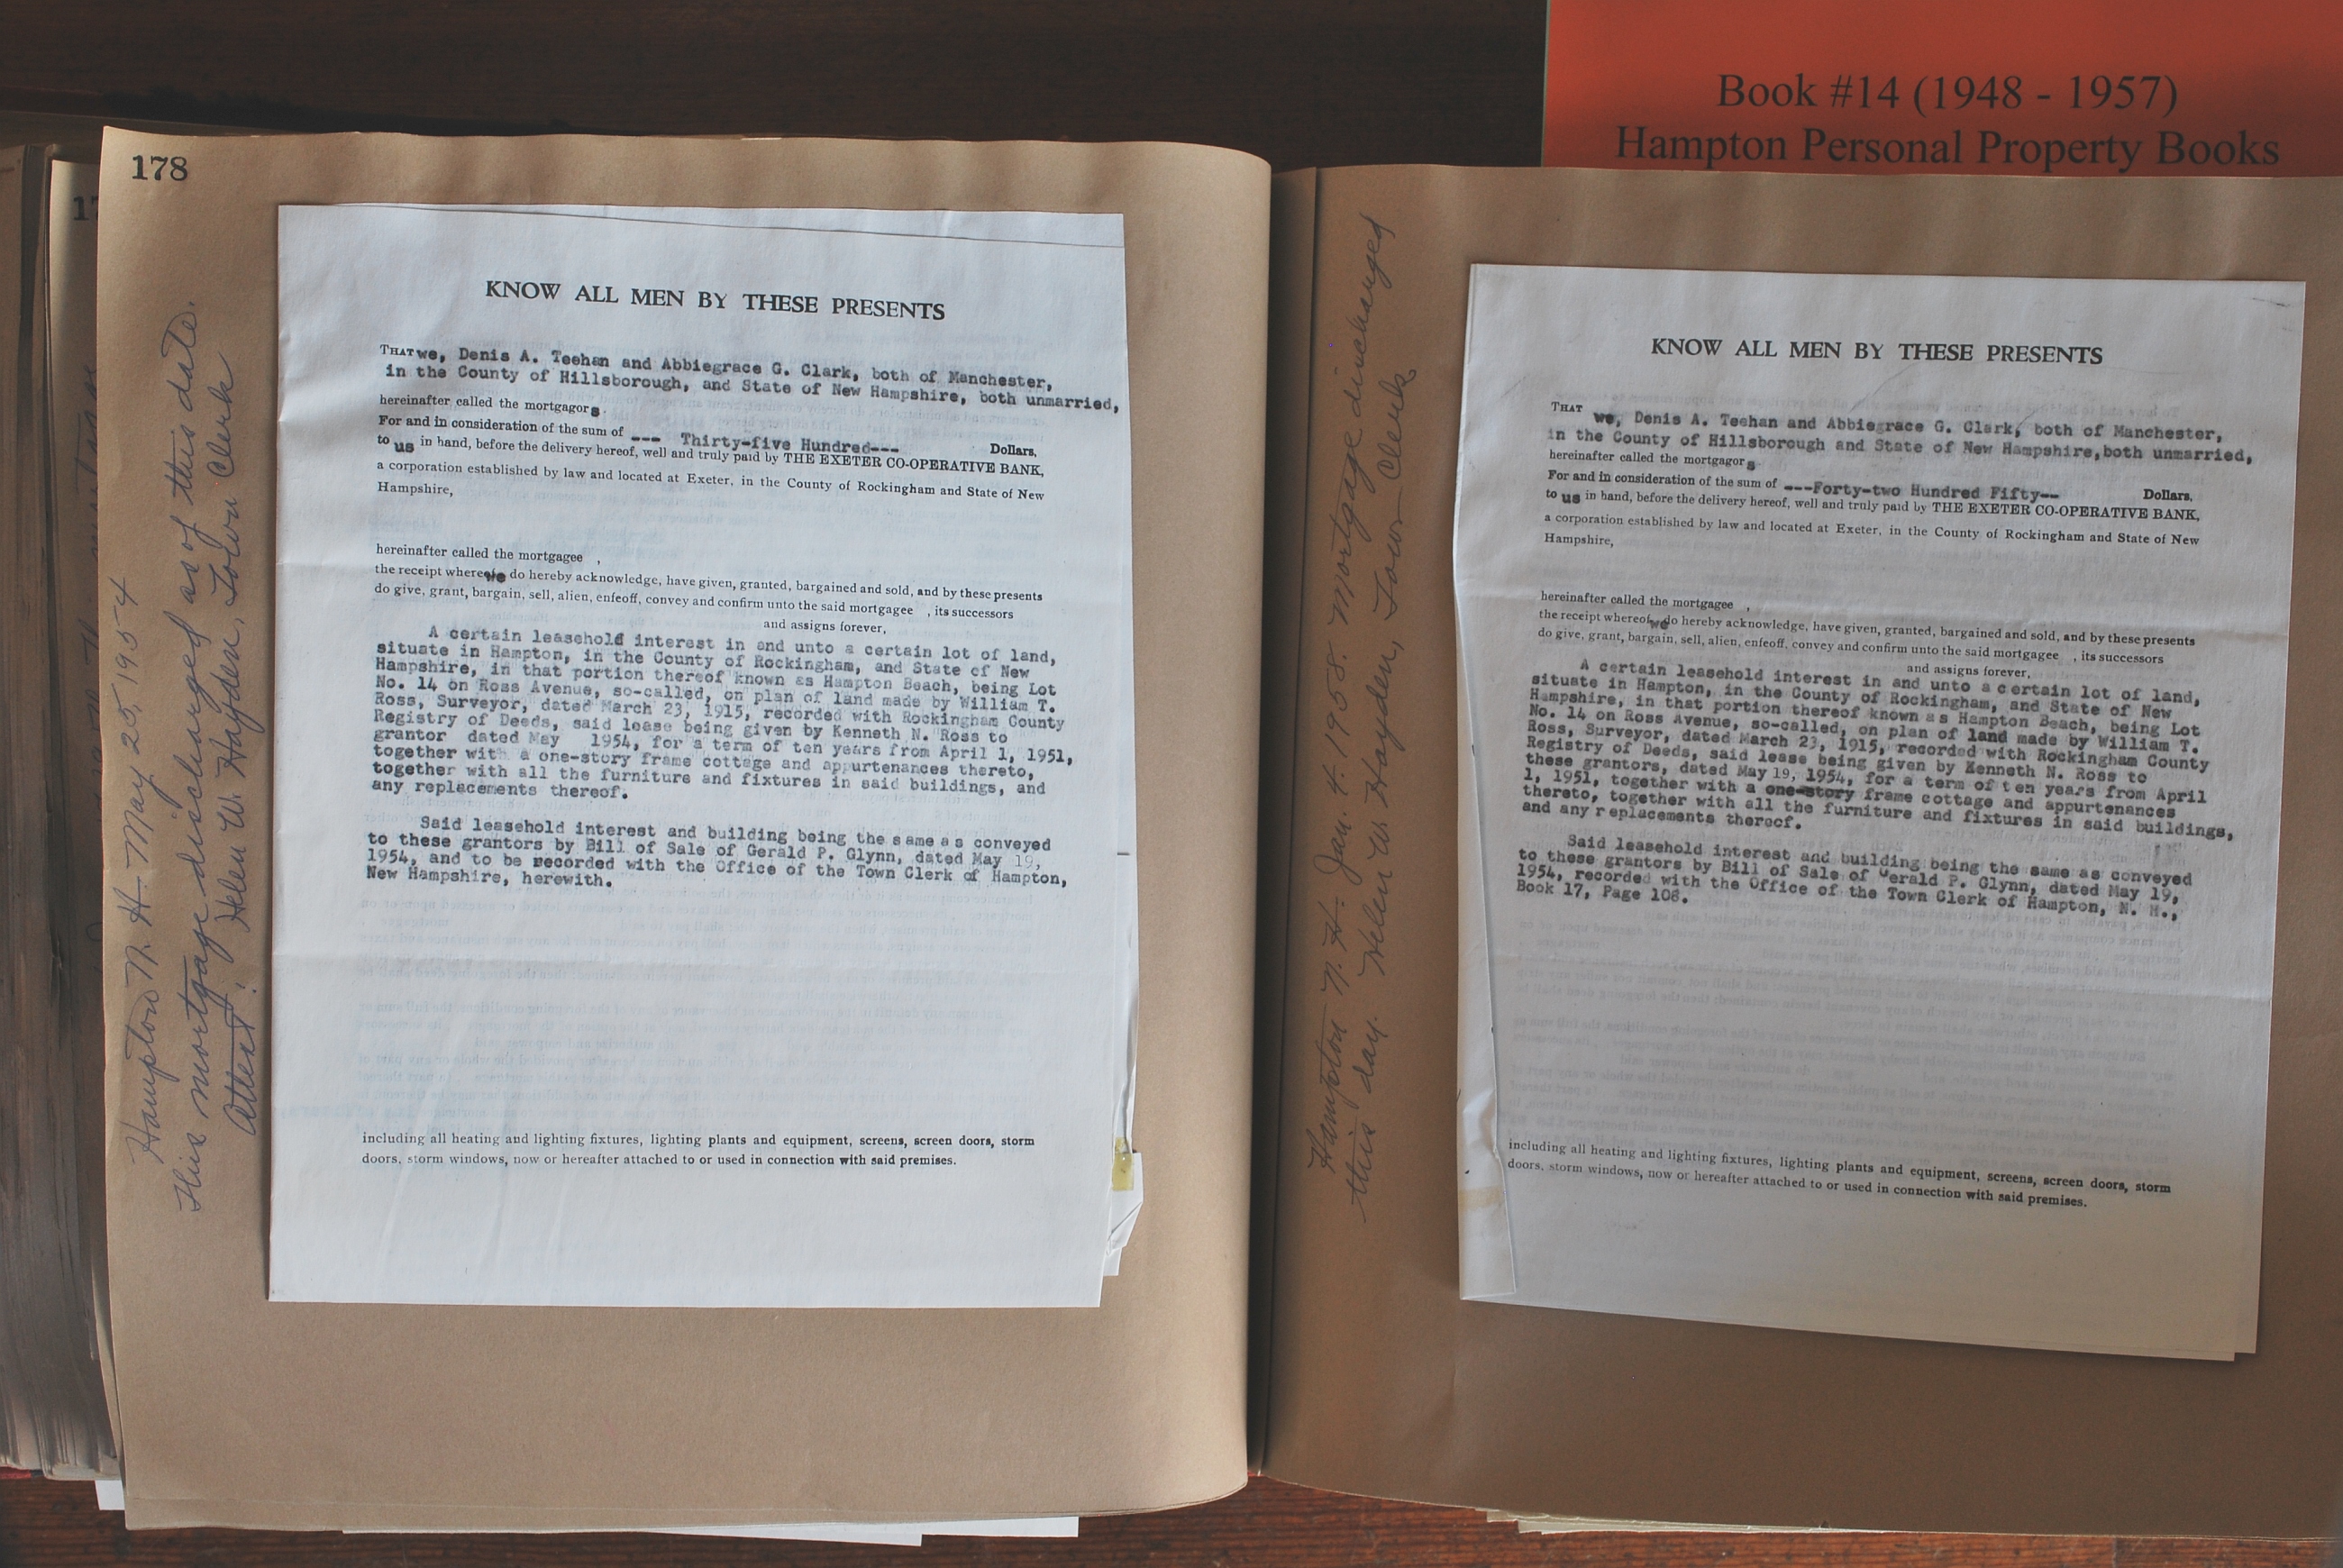 Book #14 (1948 - 1957)
Hampton Personal Property Books
178
17
Hampton N. H. May 25, 1954
This mortgage discharged as of this date.
Attest: Helen W. Hayden, Town Clerk
KNOW ALL MEN BY THESE PRESENTS
THAT we, Denis A. Teehan and Abbiegrace G. Clark, both of Manchester,
in the County of Hillsborough, and State of New Hampshire, both unmarried,
hereinafter called the mortgagors.
For and in consideration of the sum of --- Thirty-five Hundred--- Dollars,
to us in hand, before the delivery hereof, well and truly paid by THE EXETER CO-OPERATIVE BANK,
a corporation established by law and located at Exeter, in the County of Rockingham and State of New
Hampshire,
hereinafter called the mortgagee ,
the receipt where we do hereby acknowledge, have given, granted, bargained and sold, and by these presents
do give, grant, bargain, sell, alien, enfeoff, convey and confirm unto the said mortgagee , its successors
and assigns forever,
A certain leasehold interest in and unto a certain lot of land,
situate in Hampton, in the County of Rockingham, and State of New
Hampshire, in that portion thereof known as Hampton Beach, being Lot
No. 14 on Ross Avenue, so-called, on plan of land made by William T.
Ross, Surveyor, dated March 23, 1915, recorded with Rockingham County
Registry of Deeds, said lease being given by Kenneth N. Ross to
grantor dated May 1954, for a term of ten years from April 1, 1951,
together with a one-story frame cottage and appurtenances thereto,
together with all the furniture and fixtures in said buildings, and
any replacements thereof.
Said leasehold interest and building being the same as conveyed
to these grantors by Bill of Sale of Gerald P. Glynn, dated May 19,
1954, and to be recorded with the Office of the Town Clerk of Hampton,
New Hampshire, herewith.
including all heating and lighting fixtures, lighting plants and equipment, screens, screen doors, storm
doors, storm windows, now or hereafter attached to or used in connection with said premises.
Hampton N. H. Jan. 4. 1958. Mortgage discharged
this day. Helen W. Hayden, Town Clerk
KNOW ALL MEN BY THESE PRESENTS
THAT we, Denis A. Teehan and Abbiegrace G. Clark, both of Manchester,
in the County of Hillsborough and State of New Hampshire, both unmarried,
hereinafter called the mortgagors
For and in consideration of the sum of ---Forty-two Hundred Fifty-- Dollars,
to us in hand, before the delivery hereof, well and truly paid by THE EXETER CO-OPERATIVE BANK,
a corporation established by law and located at Exeter, in the County of Rockingham and State of New
Hampshire,
hereinafter called the mortgagee ,
the receipt whereof we do hereby acknowledge, have given, granted, bargained and sold, and by these presents
do give, grant, bargain, sell, alien, enfeoff, convey and confirm unto the said mortgagee , its successors
and assigns forever,
A certain leasehold interest in and unto a certain lot of land,
situate in Hampton, in the County of Rockingham, and State of New
Hampshire, in that portion thereof known as Hampton Beach, being Lot
No. 14 on Ross Avenue, so-called, on plan of land made by William T.
Ross, Surveyor, dated March 23, 1915, recorded with Rockingham County
Registry of Deeds, said lease being given by Kenneth N. Ross to
these grantors, dated May 19, 1954, for a term of ten years from April
1, 1951, together with a one-story frame cottage and appurtenances
thereto, together with all the furniture and fixtures in said buildings,
and any replacements thereof.
Said leasehold interest and building being the same as conveyed
to these grantors by Bill of Sale of Gerald P. Glynn, dated May 19,
1954, recorded with the Office of the Town Clerk of Hampton, N. H.,
Book 17, Page 108.
including all heating and lighting fixtures, lighting plants and equipment, screens, screen doors, storm
doors, storm windows, now or hereafter attached to or used in connection with said premises.